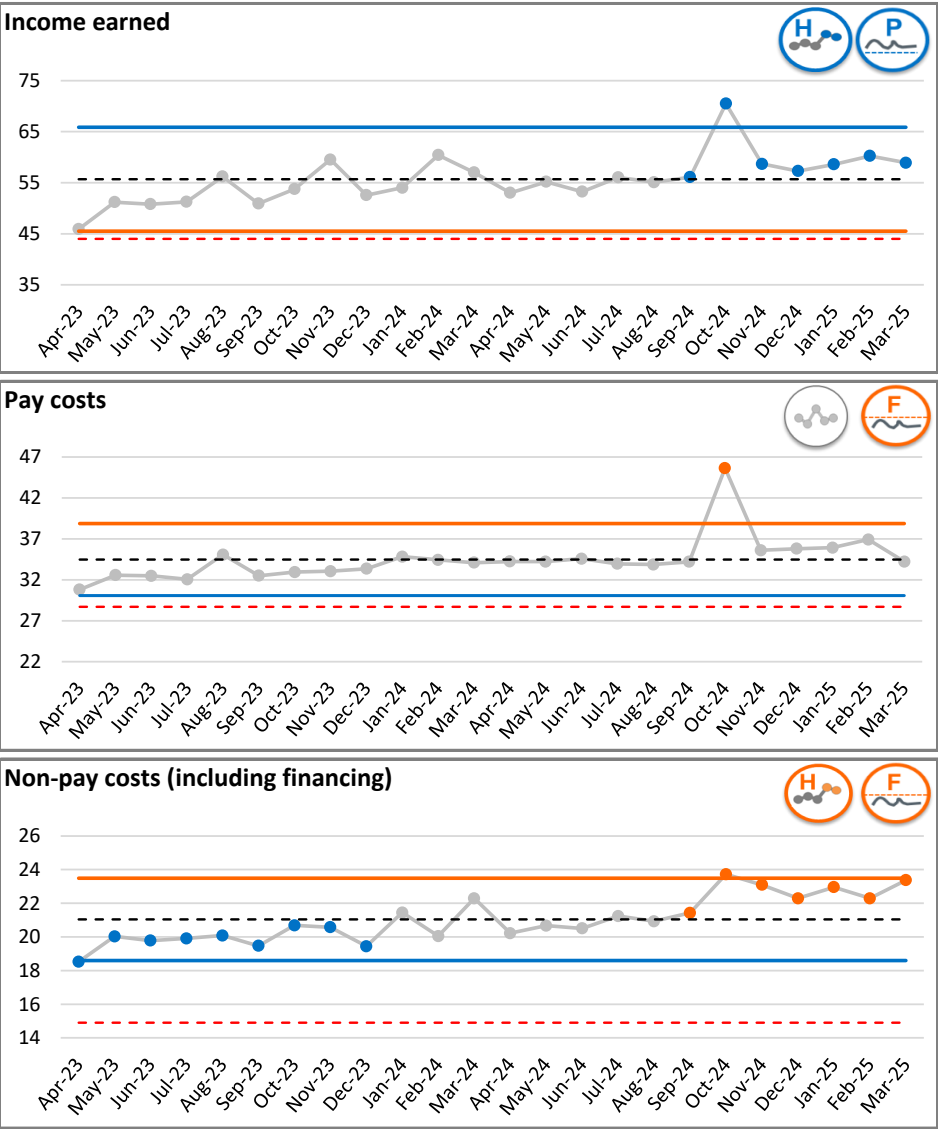 Income earned
H P
75
65
55
45
35
Apr-23 May-23 Jun-23 Jul-23 Aug-23 Sep-23 Oct-23 Nov-23 Dec-23 Jan-24 Feb-24 Mar-24 Apr-24 May-24 Jun-24 Jul-24 Aug-24 Sep-24 Oct-24 Nov-24 Dec-24 Jan-25 Feb-25 Mar-25
Pay costs
F
47
42
37
32
27
22
Apr-23 May-23 Jun-23 Jul-23 Aug-23 Sep-23 Oct-23 Nov-23 Dec-23 Jan-24 Feb-24 Mar-24 Apr-24 May-24 Jun-24 Jul-24 Aug-24 Sep-24 Oct-24 Nov-24 Dec-24 Jan-25 Feb-25 Mar-25
Non-pay costs (including financing)
H F
26
24
22
20
18
16
14
Apr-23 May-23 Jun-23 Jul-23 Aug-23 Sep-23 Oct-23 Nov-23 Dec-23 Jan-24 Feb-24 Mar-24 Apr-24 May-24 Jun-24 Jul-24 Aug-24 Sep-24 Oct-24 Nov-24 Dec-24 Jan-25 Feb-25 Mar-25